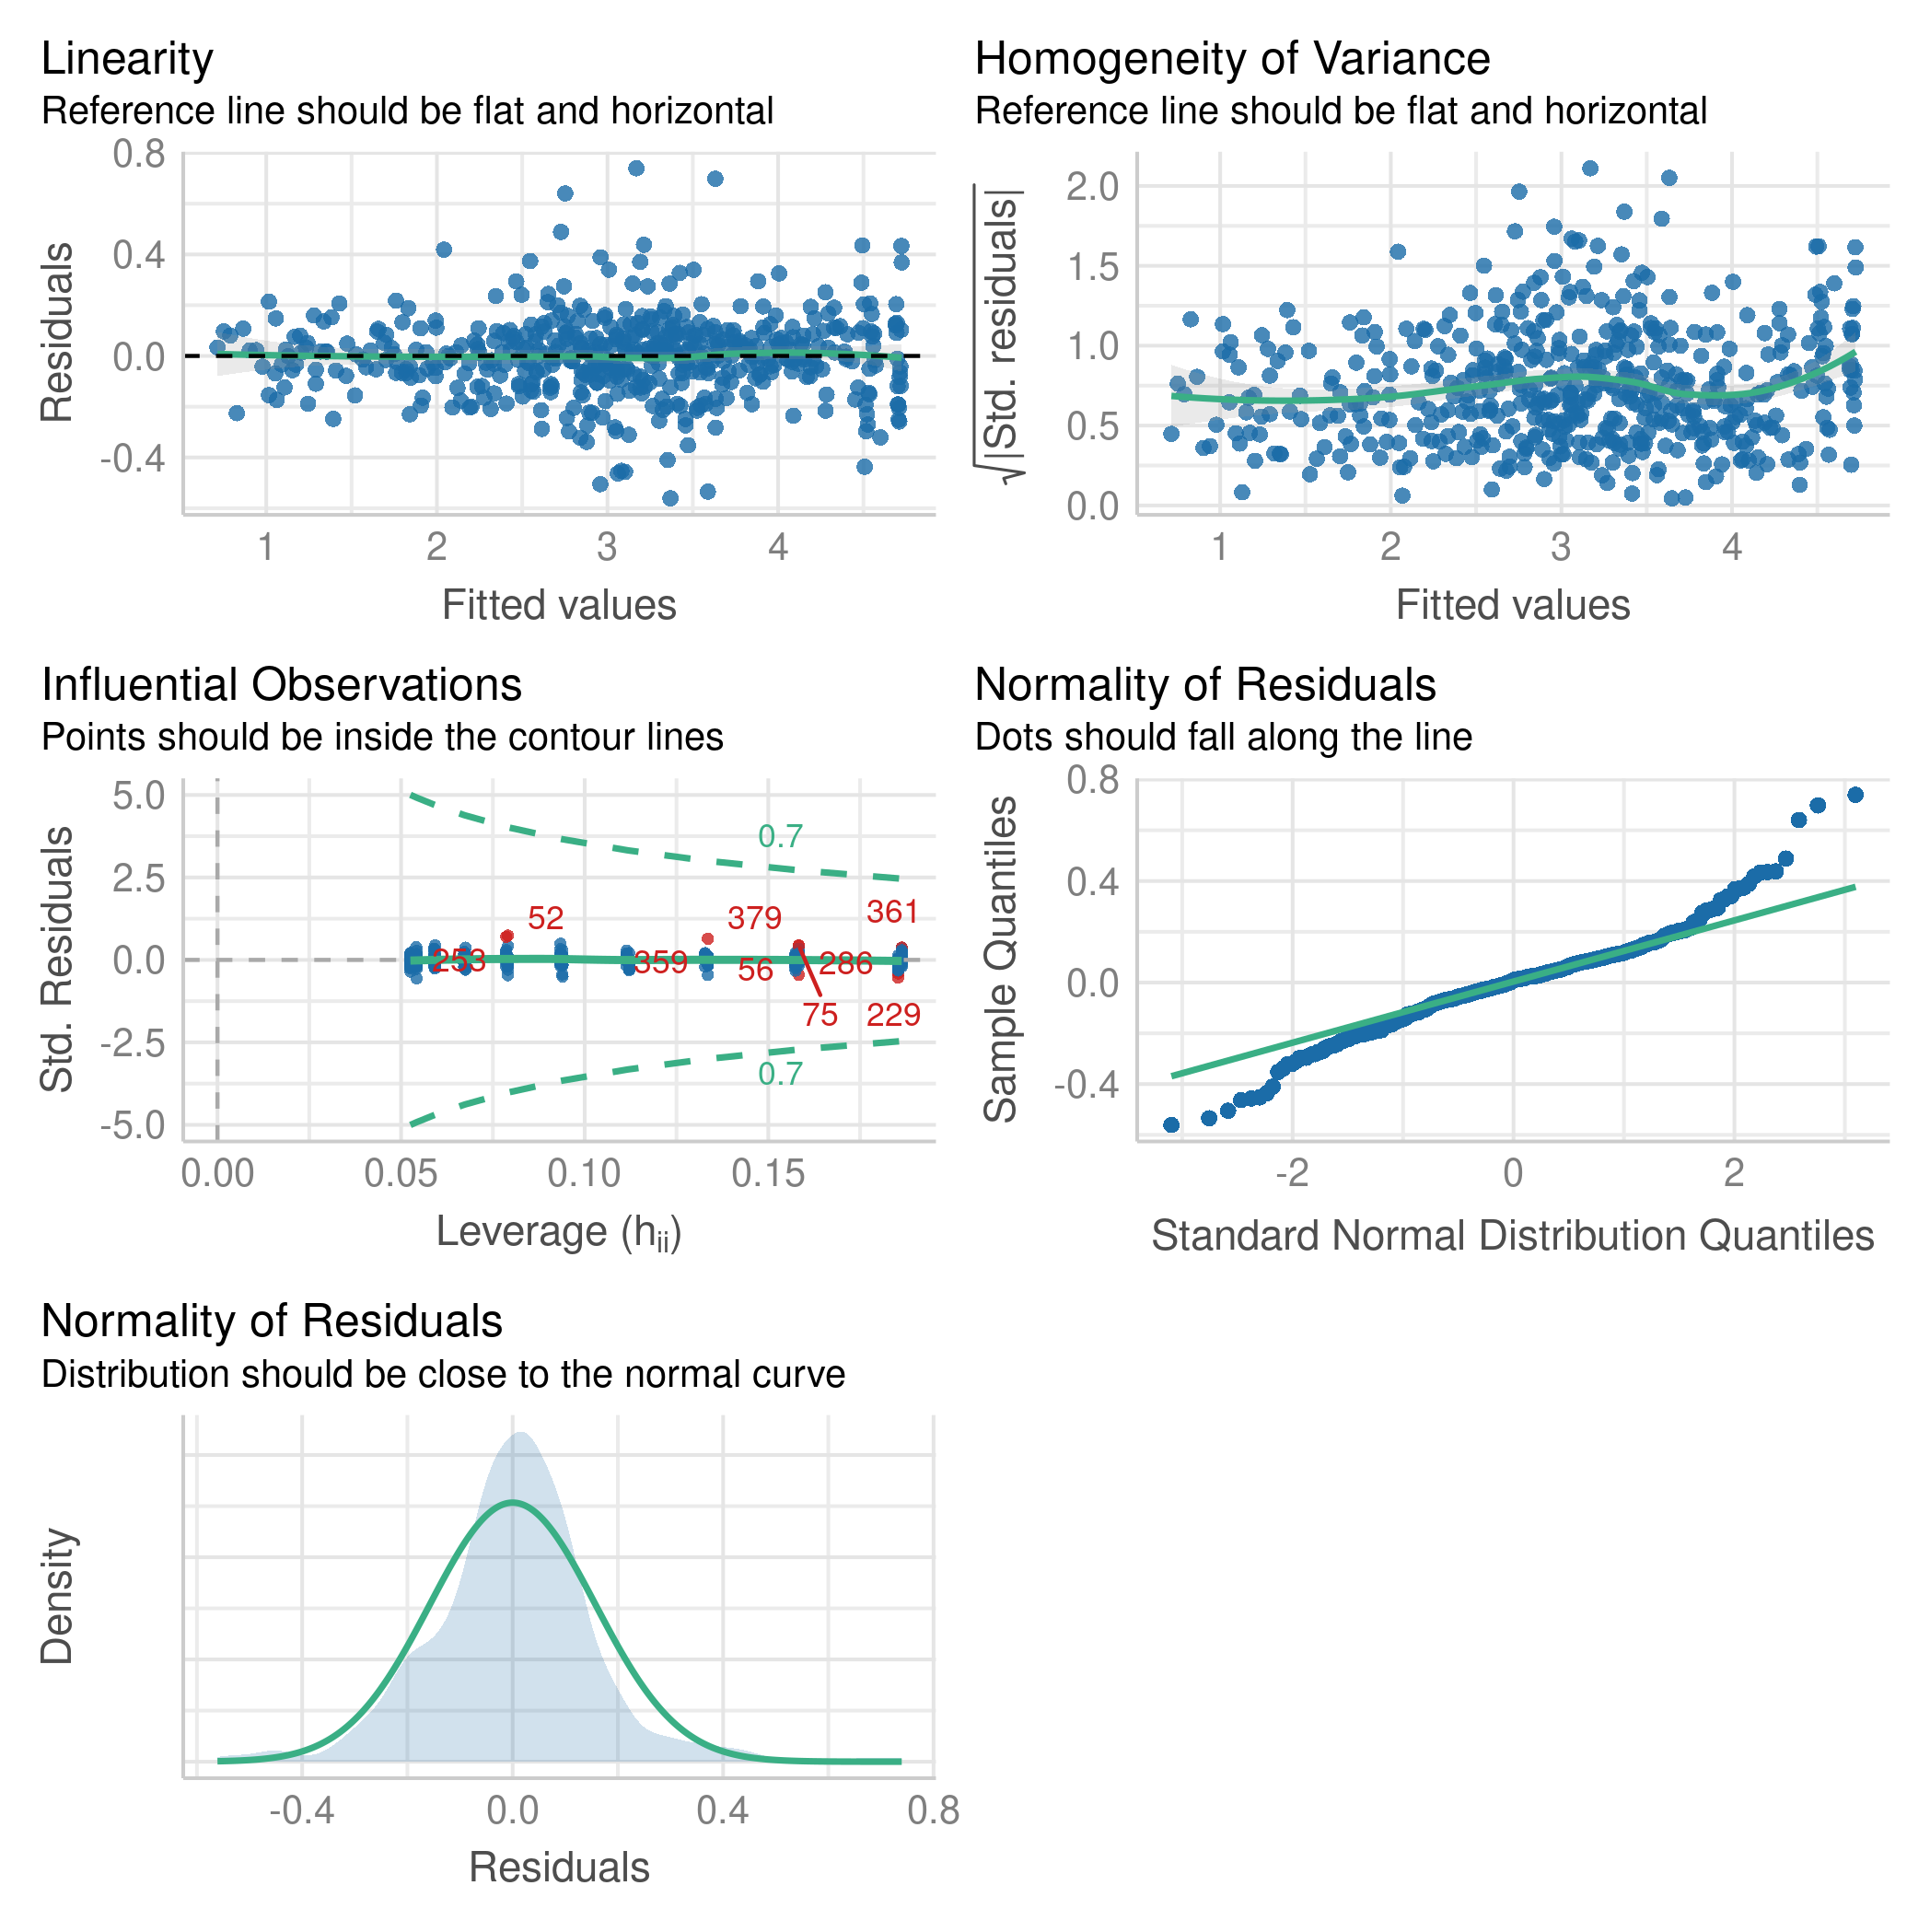 Linearity
Reference line should be flat and horizontal
0.8
0.4
0.0
-0.4
Residuals
1 2 3 4
Fitted values
Homogeneity of Variance
Reference line should be flat and horizontal
2.0
1.5
1.0
0.5
0.0
√|Std. residuals|
1 2 3 4
Fitted values
Influential Observations
Points should be inside the contour lines
5.0
2.5
0.0
-2.5
-5.0
Std. Residuals
0.7
52 379 361
253 359 56 286
75 229
0.7
0.00 0.05 0.10 0.15
Leverage (hii)
Normality of Residuals
Dots should fall along the line
0.8
0.4
0.0
-0.4
Sample Quantiles
-2 0 2
Standard Normal Distribution Quantiles
Normality of Residuals
Distribution should be close to the normal curve
Density
-0.4 0.0 0.4 0.8
Residuals